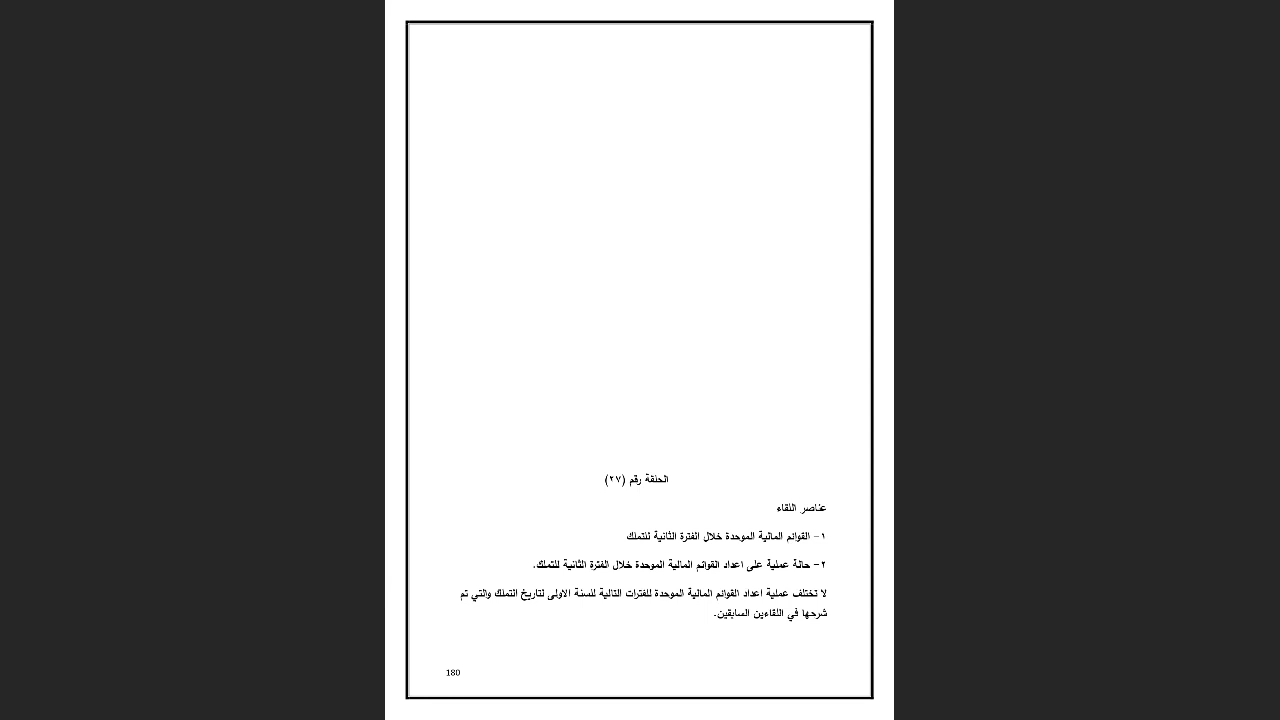 الحلقة رقم (٢٧)
عناصر اللقاء
١- القوائم المالية الموحدة خلال الفترة الثانية للتملك
٢- حالة عملية على اعداد القوائم المالية الموحدة خلال الفترة الثانية للتملك.
لا تختلف عملية اعداد القوائم المالية الموحدة للفترات التالية للسنة الاولى لتاريخ التملك والتي تم
شرحها في اللقاءين السابقين.
180